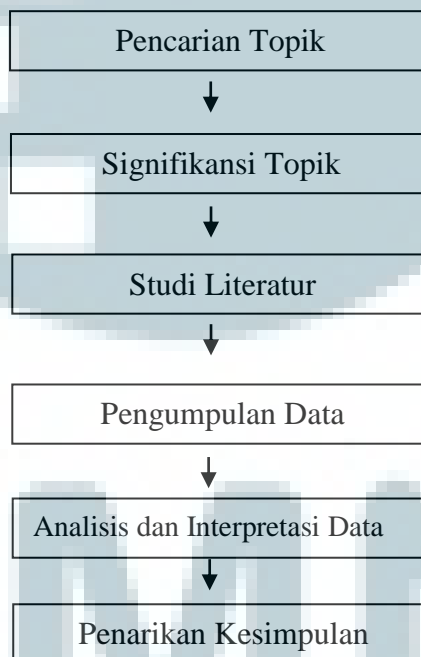 Pencarian Topik
Signifikansi Topik
Studi Literatur
Pengumpulan Data
Analisis dan Interpretasi Data
Penarikan Kesimpulan